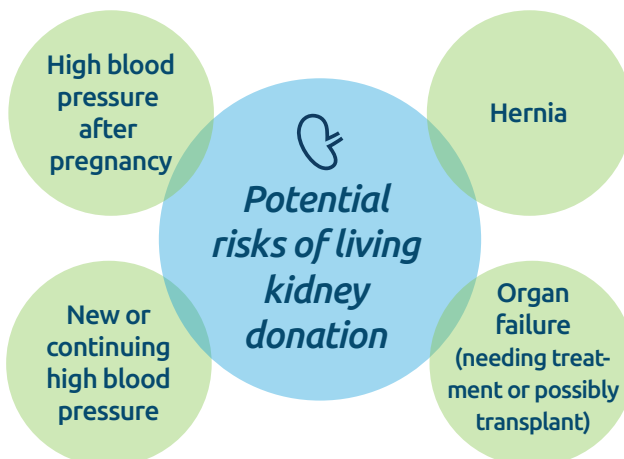 High blood
pressure
after
pregnancy
Hernia
Potential
risks of living
kidney
donation
New or
continuing
high blood
pressure
Organ
failure
(needing treat-
ment or possibly
transplant)